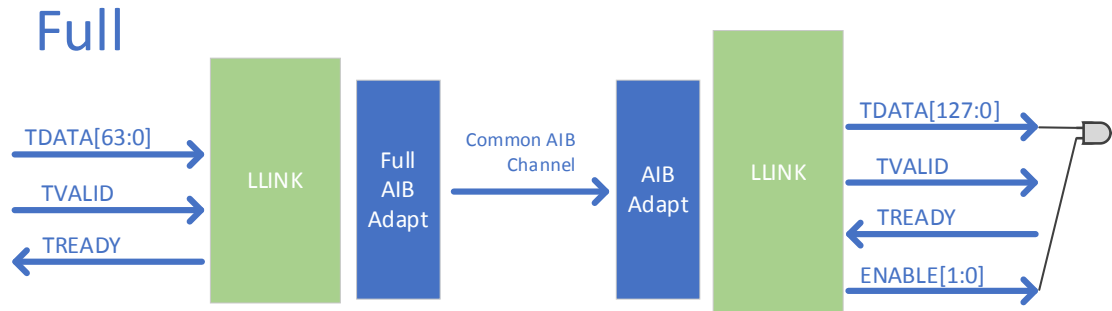 Full
TDATA[63:0]
TVALID
TREADY
LLINK
Full
AIB
Adapt
Common AIB
Channel
AIB
Adapt
LLINK
TDATA[127:0]
TVALID
TREADY
ENABLE[1:0]